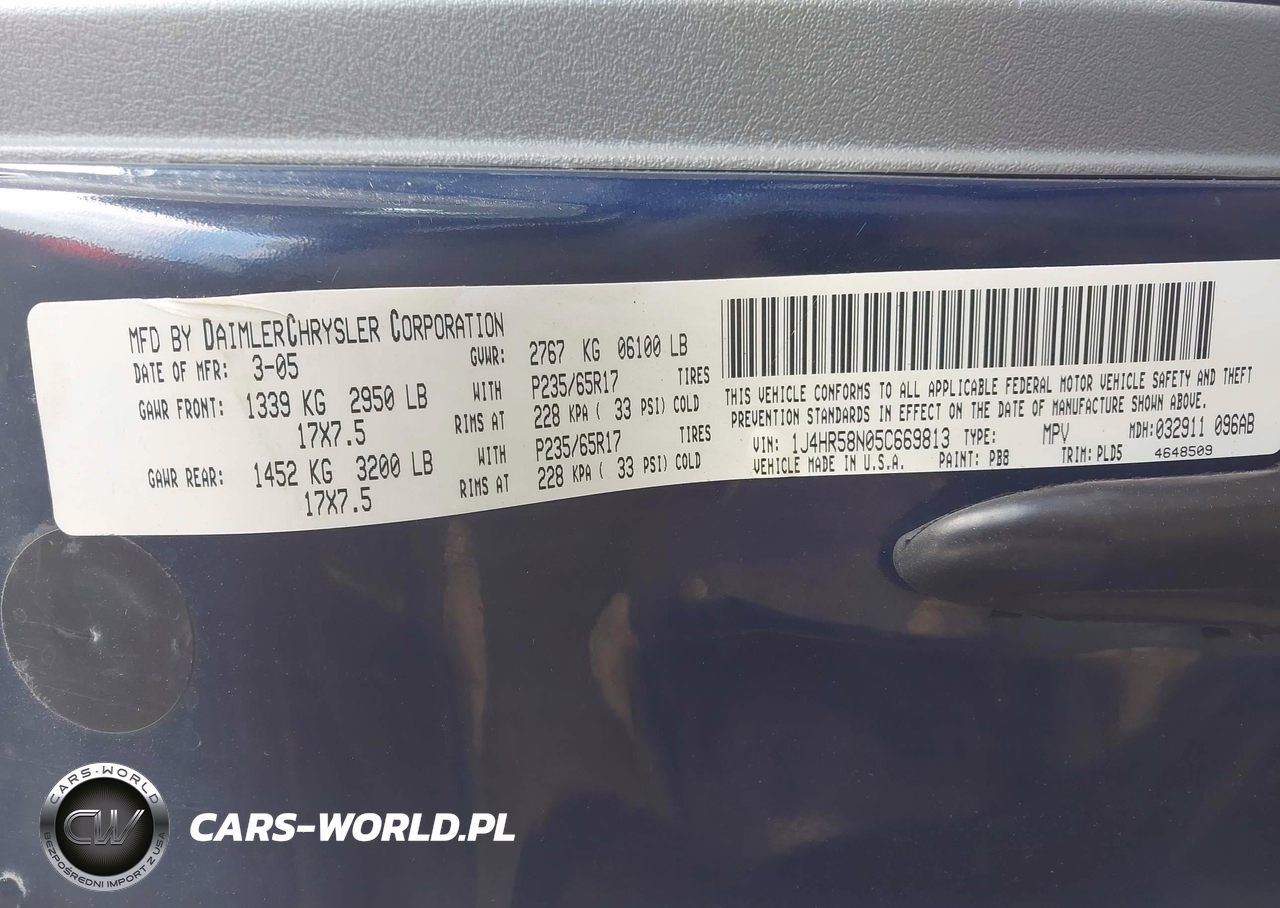 MFD BY DAIMLERCHRYSLER CORPORATION
DATE OF MFR: 3-05 GVWR: 2767 KG 06100 LB
GAWR FRONT: 1339 KG 2950 LB WITH P235/65R17 TIRES
17X7.5 RIMS AT 228 KPA ( 33 PSI) COLD
GAWR REAR: 1452 KG 3200 LB WITH P235/65R17 TIRES
17X7.5 RIMS AT 228 KPA ( 33 PSI) COLD
THIS VEHICLE CONFORMS TO ALL APPLICABLE FEDERAL MOTOR VEHICLE SAFETY AND THEFT
PREVENTION STANDARDS IN EFFECT ON THE DATE OF MANUFACTURE SHOWN ABOVE.
VIN: 1J4HR58N05C669813 TYPE: MPV MDH:032911 096AB
VEHICLE MADE IN U.S.A. PAINT: PB8 TRIM: PLD5 4648509
CARS-WORLD
CW
BEZPOŚREDNI IMPORT Z USA
CARS-WORLD.PL